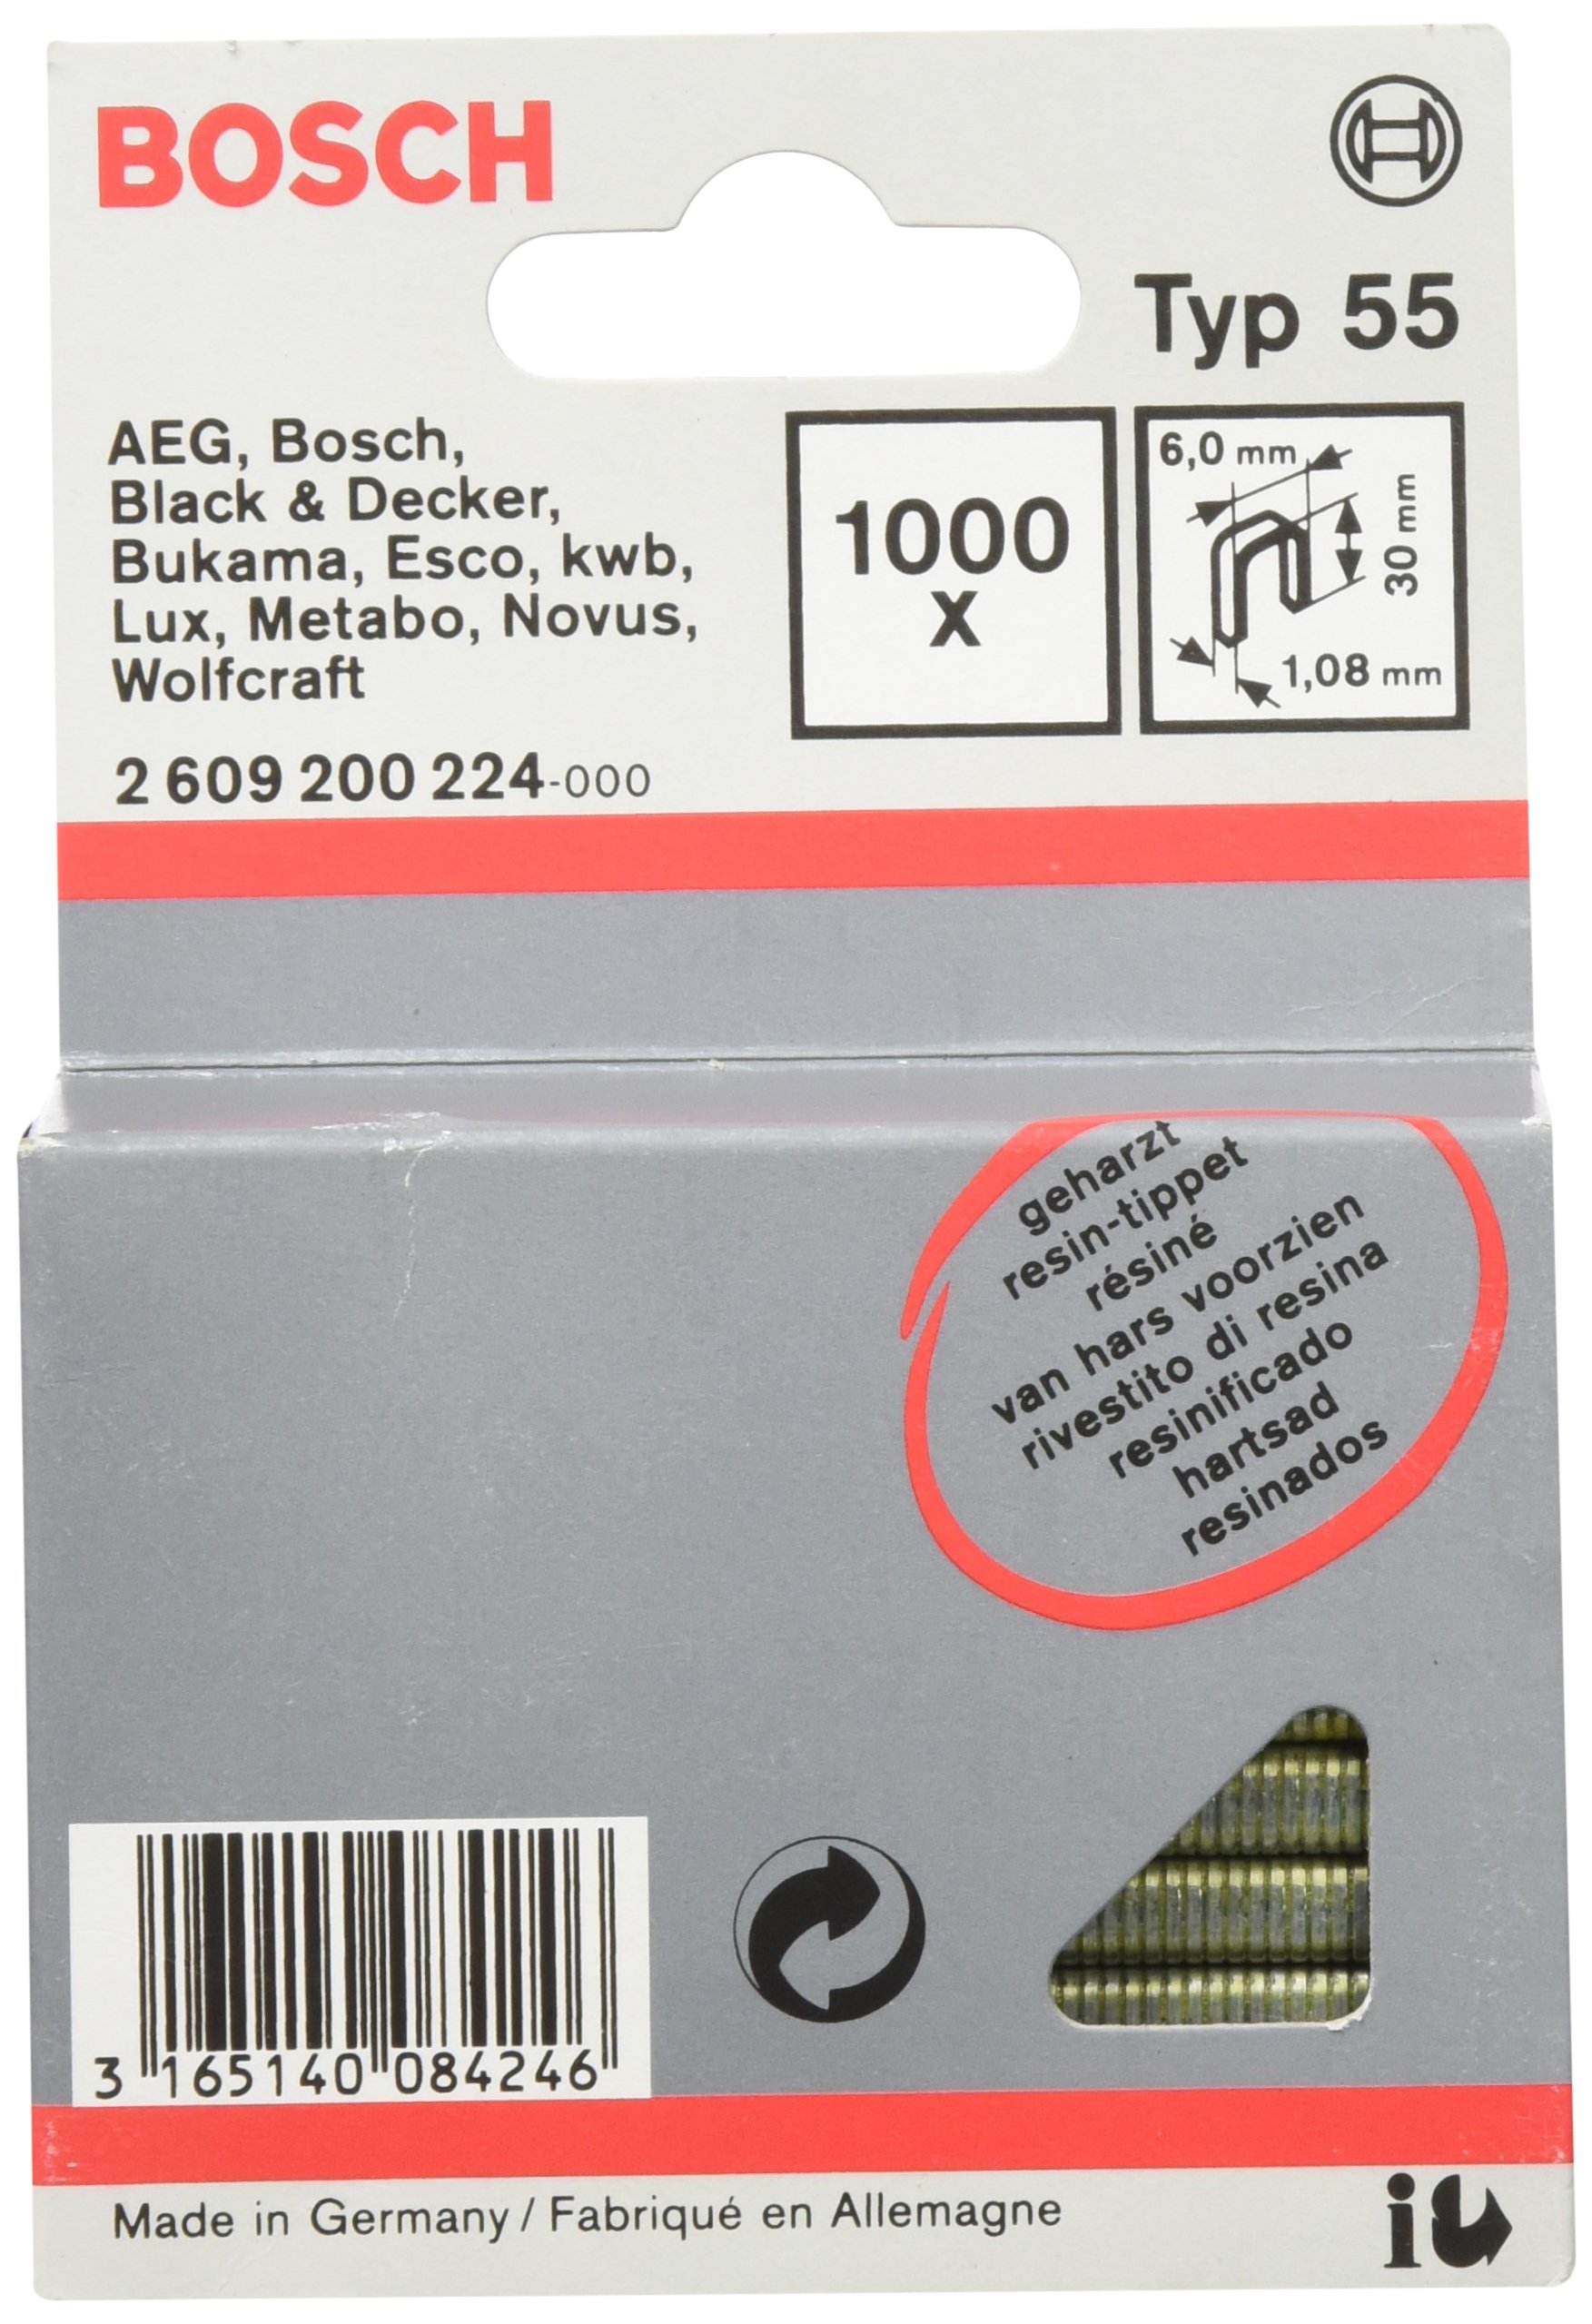 BOSCH
Typ 55
AEG, Bosch,
Black & Decker,
Bukama, Esco, kwb,
Lux, Metabo, Novus,
Wolfcraft
2 609 200 224-000
1000
x
6,0 mm
30 mm
1,08 mm
geharzt
resin-tippet
résiné
van hars voorzien
rivestito di resina
resinificado
hartsad
resinados
3 165140 084246
Made in Germany / Fabriqué en Allemagne
i